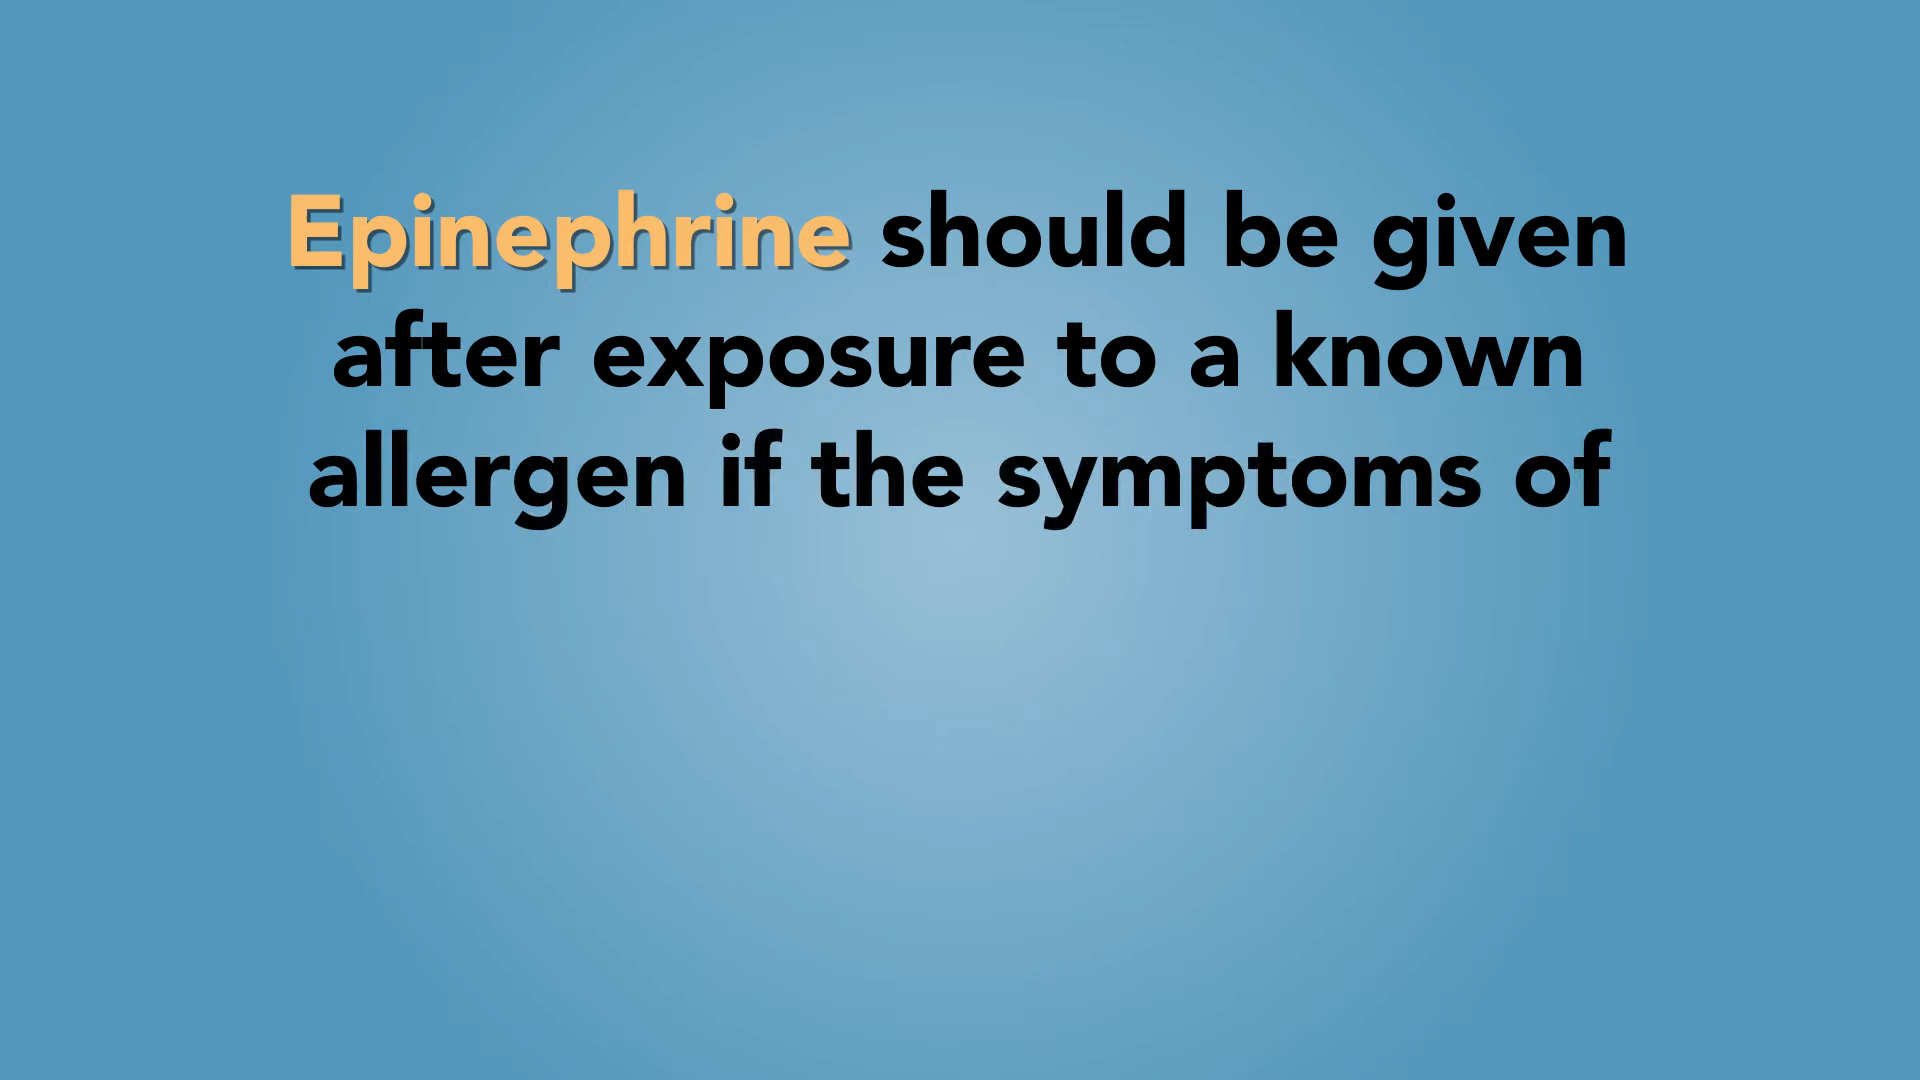 Epinephrine should be given
after exposure to a known
allergen if the symptoms of